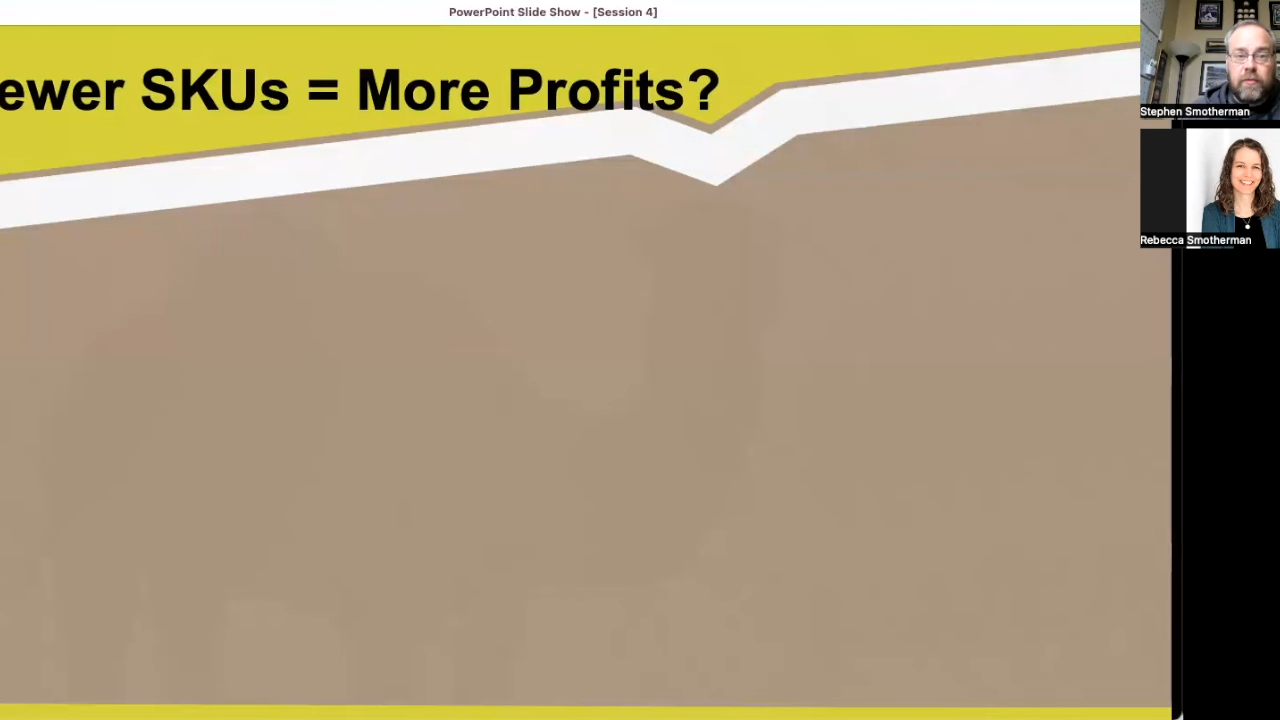 PowerPoint Slide Show - [Session 4]
ewer SKUs = More Profits?
Stephen Smotherman
Rebecca Smotherman